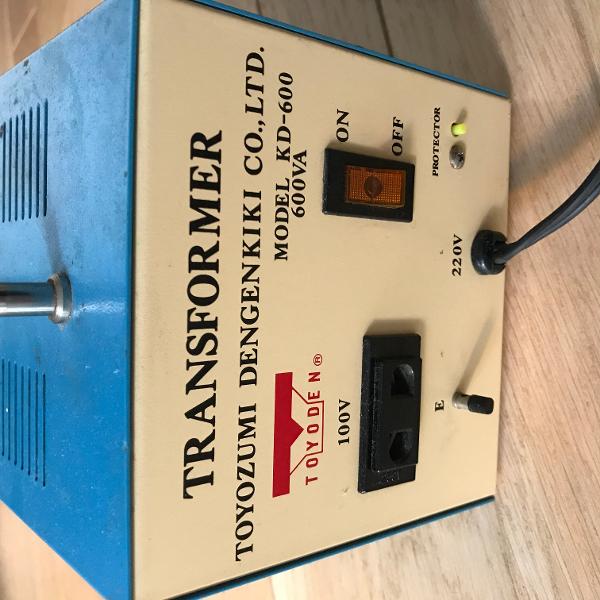 TRANSFORMER
TOYOZUMI DENGENKIKI CO.,LTD.
MODEL KD-600
600VA
TOYODEN®
ON
OFF
100V
PROTECTOR
220V
E